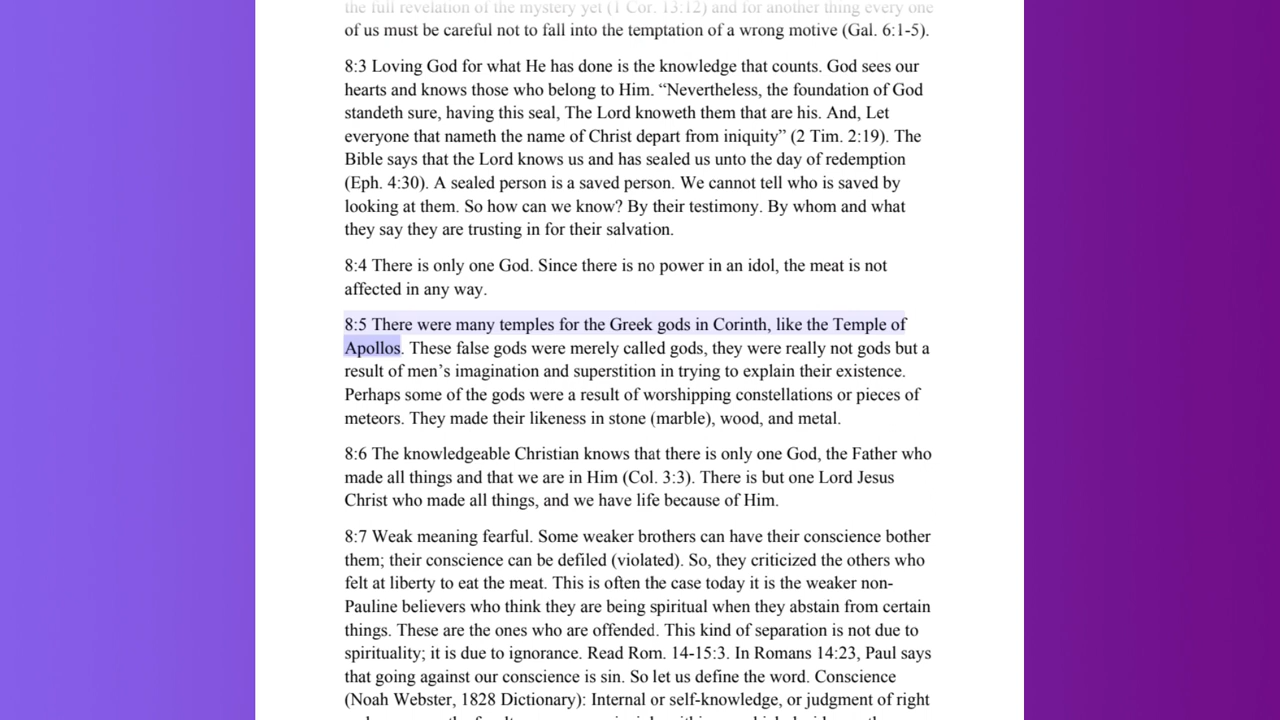 the full revelation of the mystery yet (1 Cor. 13:12) and for another thing every one
of us must be careful not to fall into the temptation of a wrong motive (Gal. 6:1-5).
8:3 Loving God for what He has done is the knowledge that counts. God sees our
hearts and knows those who belong to Him. “Nevertheless, the foundation of God
standeth sure, having this seal, The Lord knoweth them that are his. And, Let
everyone that nameth the name of Christ depart from iniquity” (2 Tim. 2:19). The
Bible says that the Lord knows us and has sealed us unto the day of redemption
(Eph. 4:30). A sealed person is a saved person. We cannot tell who is saved by
looking at them. So how can we know? By their testimony. By whom and what
they say they are trusting in for their salvation.
8:4 There is only one God. Since there is no power in an idol, the meat is not
affected in any way.
8:5 There were many temples for the Greek gods in Corinth, like the Temple of
Apollos. These false gods were merely called gods, they were really not gods but a
result of men’s imagination and superstition in trying to explain their existence.
Perhaps some of the gods were a result of worshipping constellations or pieces of
meteors. They made their likeness in stone (marble), wood, and metal.
8:6 The knowledgeable Christian knows that there is only one God, the Father who
made all things and that we are in Him (Col. 3:3). There is but one Lord Jesus
Christ who made all things, and we have life because of Him.
8:7 Weak meaning fearful. Some weaker brothers can have their conscience bother
them; their conscience can be defiled (violated). So, they criticized the others who
felt at liberty to eat the meat. This is often the case today it is the weaker non-
Pauline believers who think they are being spiritual when they abstain from certain
things. These are the ones who are offended. This kind of separation is not due to
spirituality; it is due to ignorance. Read Rom. 14-15:3. In Romans 14:23, Paul says
that going against our conscience is sin. So let us define the word. Conscience
(Noah Webster, 1828 Dictionary): Internal or self-knowledge, or judgment of right